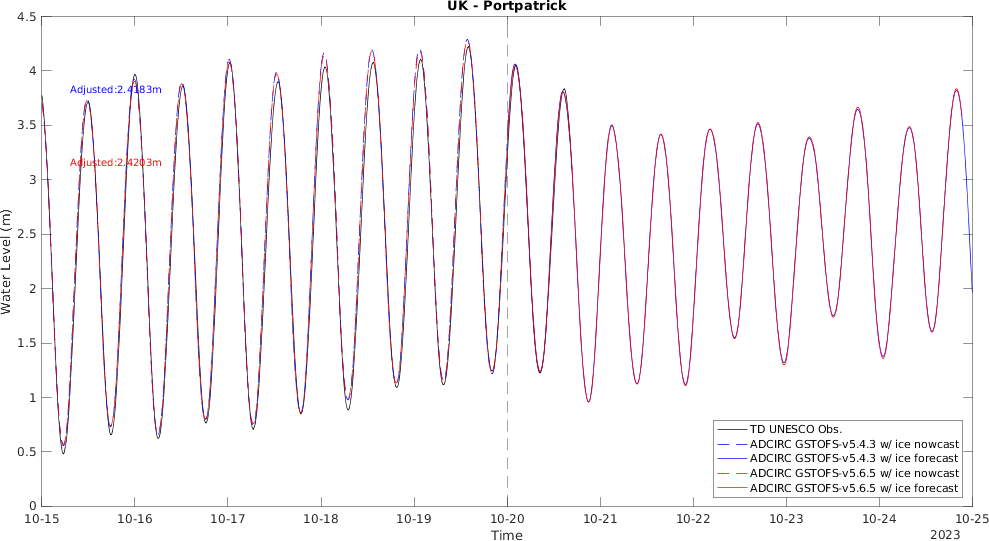 UK - Portpatrick
4.5
4
3.5
3
2.5
2
1.5
1
0.5
0
Water Level (m)
Adjusted:2.4183m
Adjusted:2.4203m
TD UNESCO Obs.
ADCIRC GSTOFS-v5.4.3 w/ ice nowcast
ADCIRC GSTOFS-v5.4.3 w/ ice forecast
ADCIRC GSTOFS-v5.6.5 w/ ice nowcast
ADCIRC GSTOFS-v5.6.5 w/ ice forecast
10-15 10-16 10-17 10-18 10-19 10-20 10-21 10-22 10-23 10-24 10-25
Time
2023